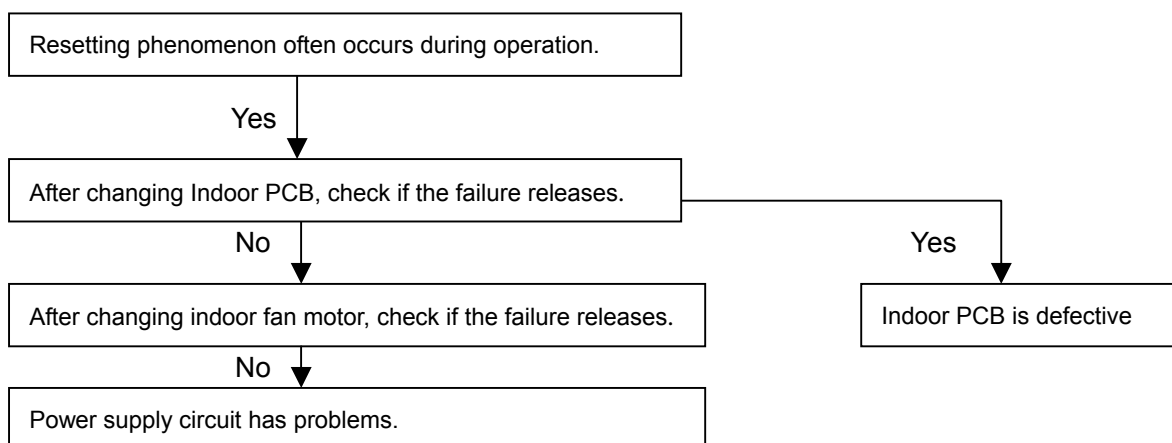 Resetting phenomenon often occurs during operation.
Yes
After changing Indoor PCB, check if the failure releases.
No
Yes
After changing indoor fan motor, check if the failure releases.
Indoor PCB is defective
No
Power supply circuit has problems.